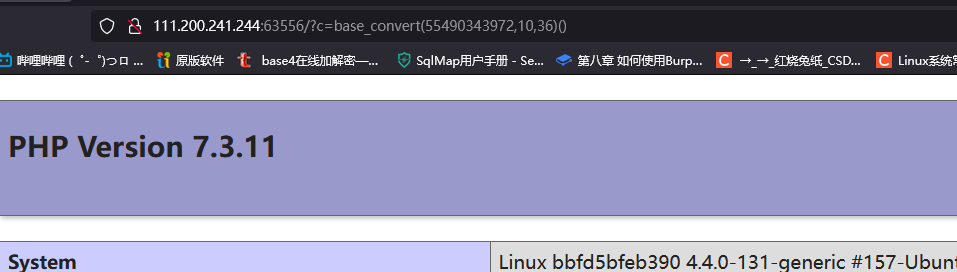 111.200.241.244:63556/?c=base_convert(55490343972,10,36)()
哔哩哔哩 ( ゜- ゜)つロ ... 原版软件 base4在线加解密—... SqlMap用户手册 - Se... 第八章 如何使用Burp... →_→_红烧兔纸_CSD... Linux系统常
PHP Version 7.3.11
System Linux bbfd5bfeb390 4.4.0-131-generic #157-Ubunt